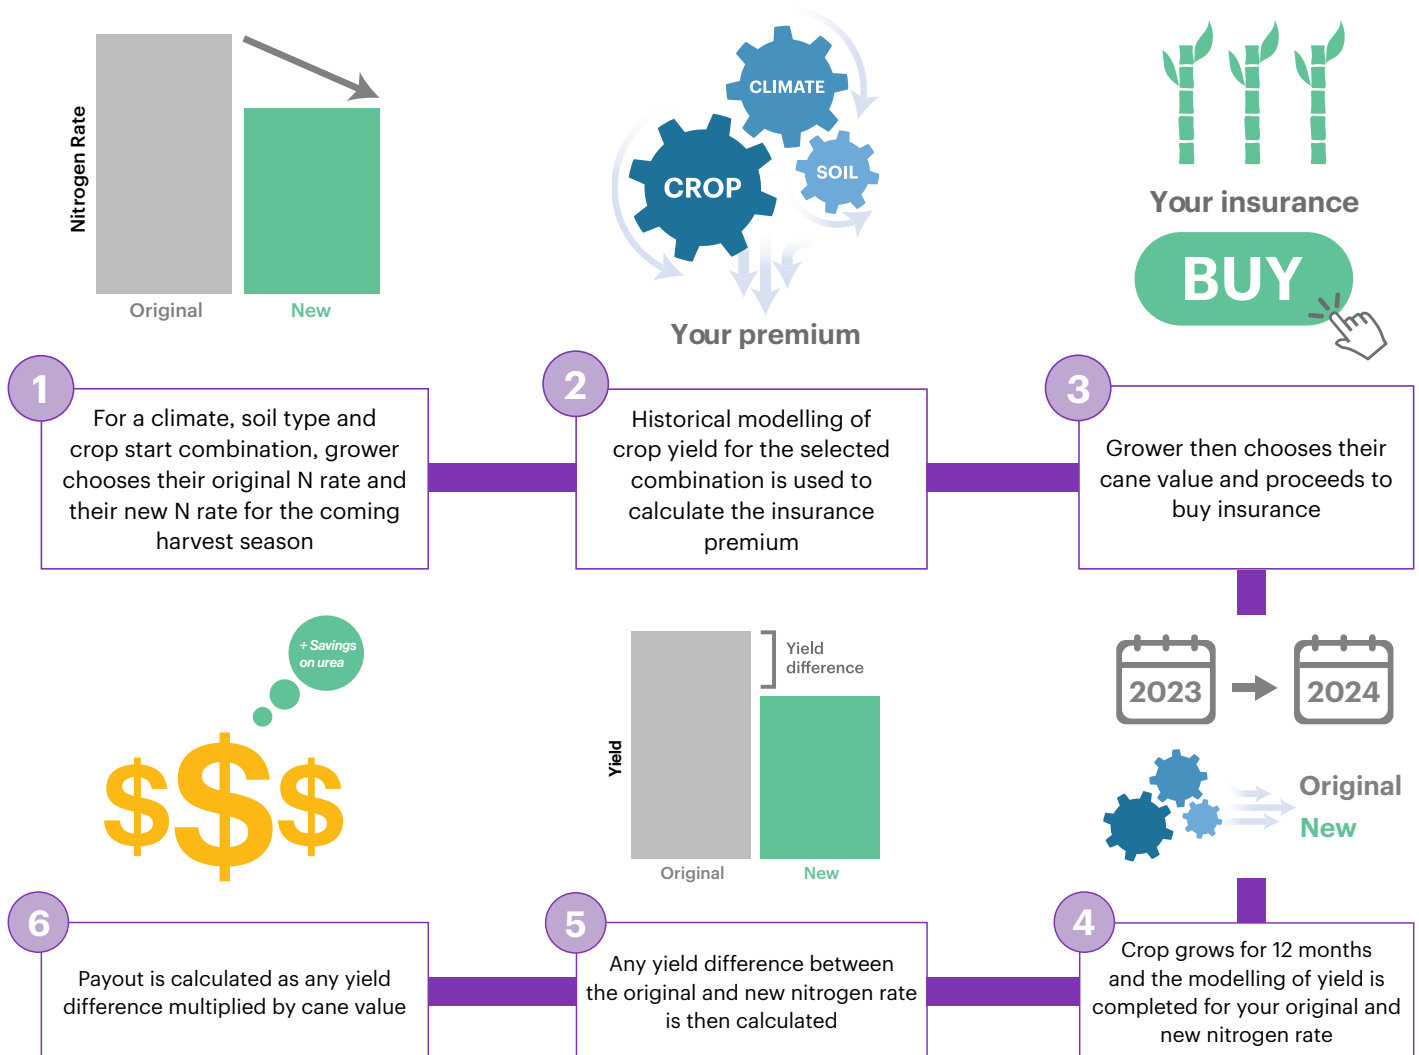 Nitrogen Rate
Original
New
CLIMATE
CROP
SOIL
Your premium
Your insurance
BUY
1
For a climate, soil type and
crop start combination, grower
chooses their original N rate and
their new N rate for the coming
harvest season
2
Historical modelling of
crop yield for the selected
combination is used to
calculate the insurance
premium
3
Grower then chooses their
cane value and proceeds to
buy insurance
2023
2024
Original
New
4
Crop grows for 12 months
and the modelling of yield is
completed for your original and
new nitrogen rate
Yield
Yield
difference
Original
New
5
Any yield difference between
the original and new nitrogen rate
is then calculated
+ Savings
on urea
$$$
6
Payout is calculated as any yield
difference multiplied by cane value